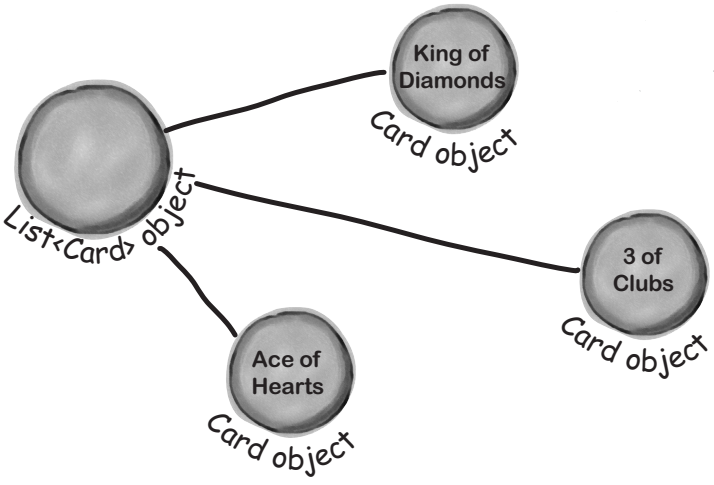 King of
Diamonds
Card object
List<Card> object
3 of
Clubs
Card object
Ace of
Hearts
Card object